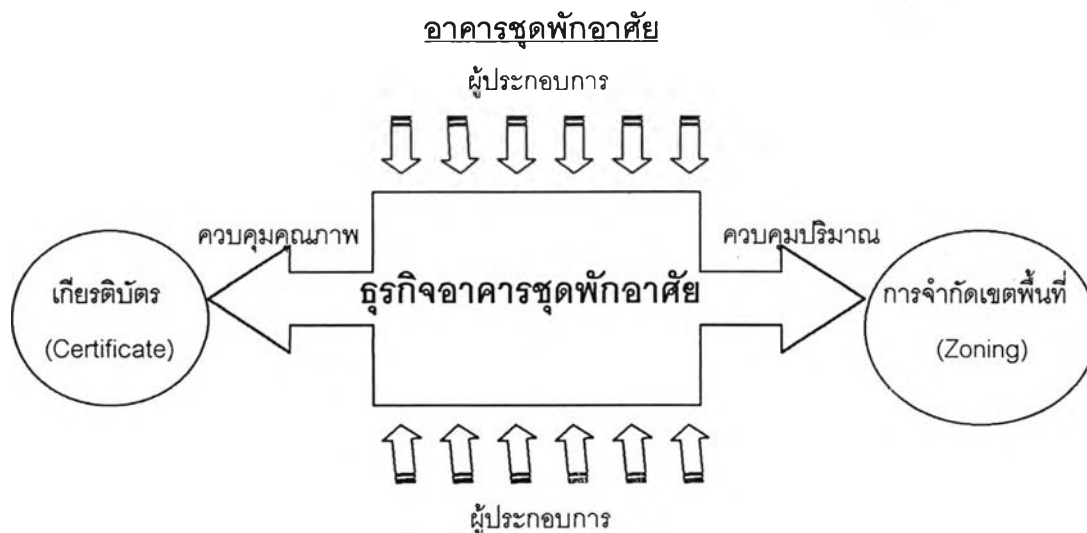 อาคารชุดพักอาศัย
ผู้ประกอบการ
ควบคุมคุณภาพ
ควบคุมปริมาณ
เกียรติบัตร
(Certificate)
ธุรกิจอาคารชุดพักอาศัย
การจำกัดเขตพื้นที่
(Zoning)
ผู้ประกอบการ